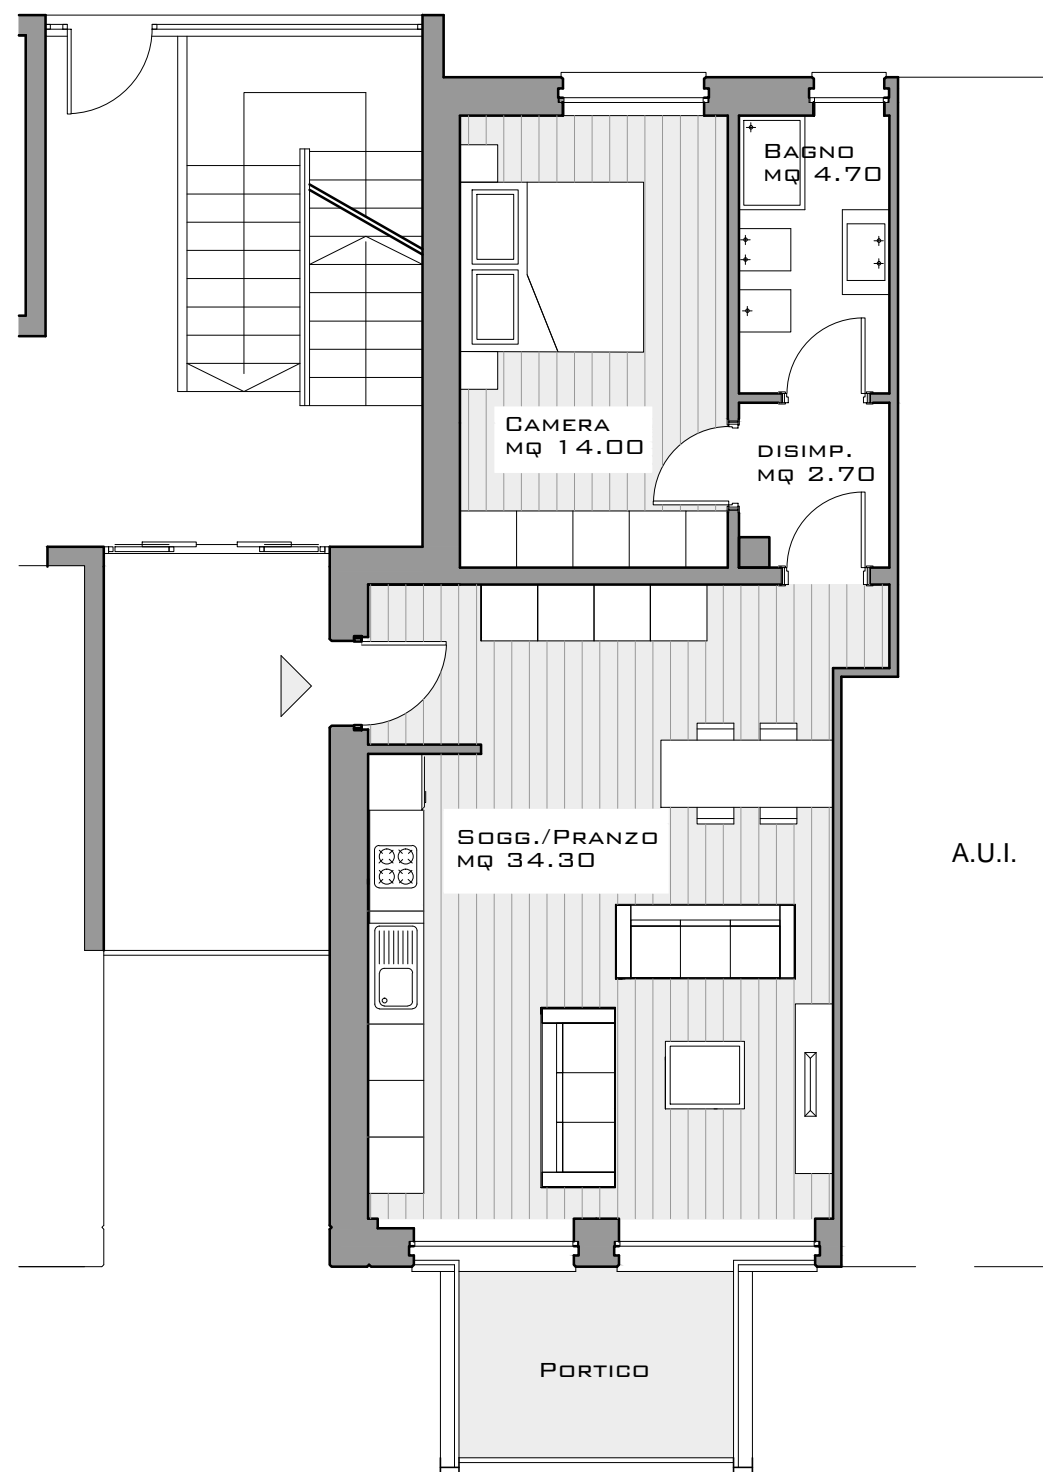 BAGNO
MQ 4.70
CAMERA
MQ 14.00
DISIMP.
MQ 2.70
SOGG./PRANZO
MQ 34.30
A.U.I.
PORTICO